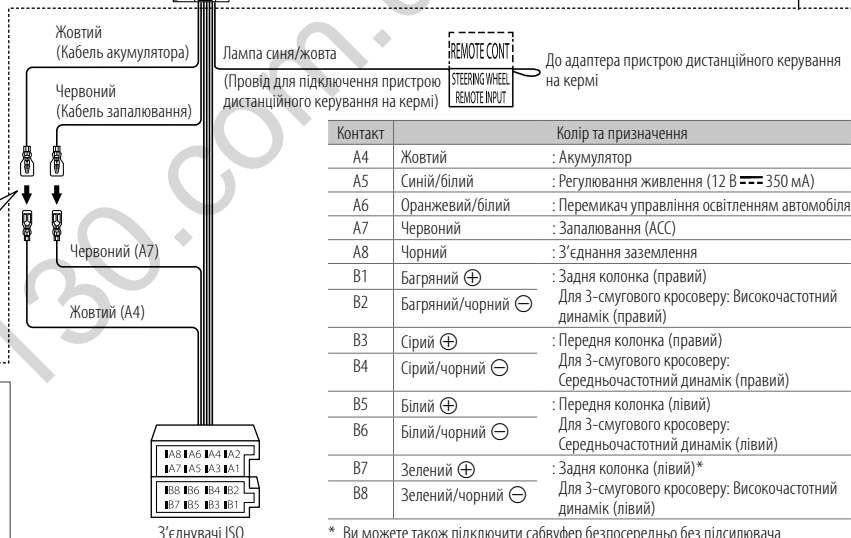 Жовтий
(Кабель акумулятора)
Червоний
(Кабель запалювання)
Лампа синя/жовта
(Провід для підключення пристрою
дистанційного керування на кермі)
REMOTE CONT
STEERING WHEEL
REMOTE INPUT
До адаптера пристрою дистанційного керування
на кермі
Червоний (A7)
Жовтий (A4)
A8 A6 A4 A2
A7 A5 A3 A1
B8 B6 B4 B2
B7 B5 B3 B1
З’єднувачі ISO
Контакт Колір та призначення
A4 Жовтий : Акумулятор
A5 Синій/білий : Регулювання живлення (12 В ⎓ 350 мА)
A6 Оранжевий/білий : Перемикач управління освітленням автомобіля
A7 Червоний : Запалювання (ACC)
A8 Чорний : З’єднання заземлення
B1 Багряний ⊕ : Задня колонка (правий)
B2 Багряний/чорний ⊖ Для 3-смугового кросоверу: Високочастотний
динамік (правий)
B3 Сірий ⊕ : Передня колонка (правий)
B4 Сірий/чорний ⊖ Для 3-смугового кросоверу:
Середньочастотний динамік (правий)
B5 Білий ⊕ : Передня колонка (лівий)
B6 Білий/чорний ⊖ Для 3-смугового кросоверу:
Середньочастотний динамік (лівий)
B7 Зелений ⊕ : Задня колонка (лівий)*
B8 Зелений/чорний ⊖ Для 3-смугового кросоверу: Високочастотний
динамік (лівий)
* Ви можете також підключити сабвуфер безпосередньо без підсилювача
130.com.u